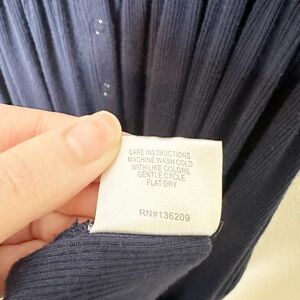 CARE INSTRUCTIONS
MACHINE WASH COLD
WITH LIKE COLORS
GENTLE CYCLE
FLAT DRY
RN#136209